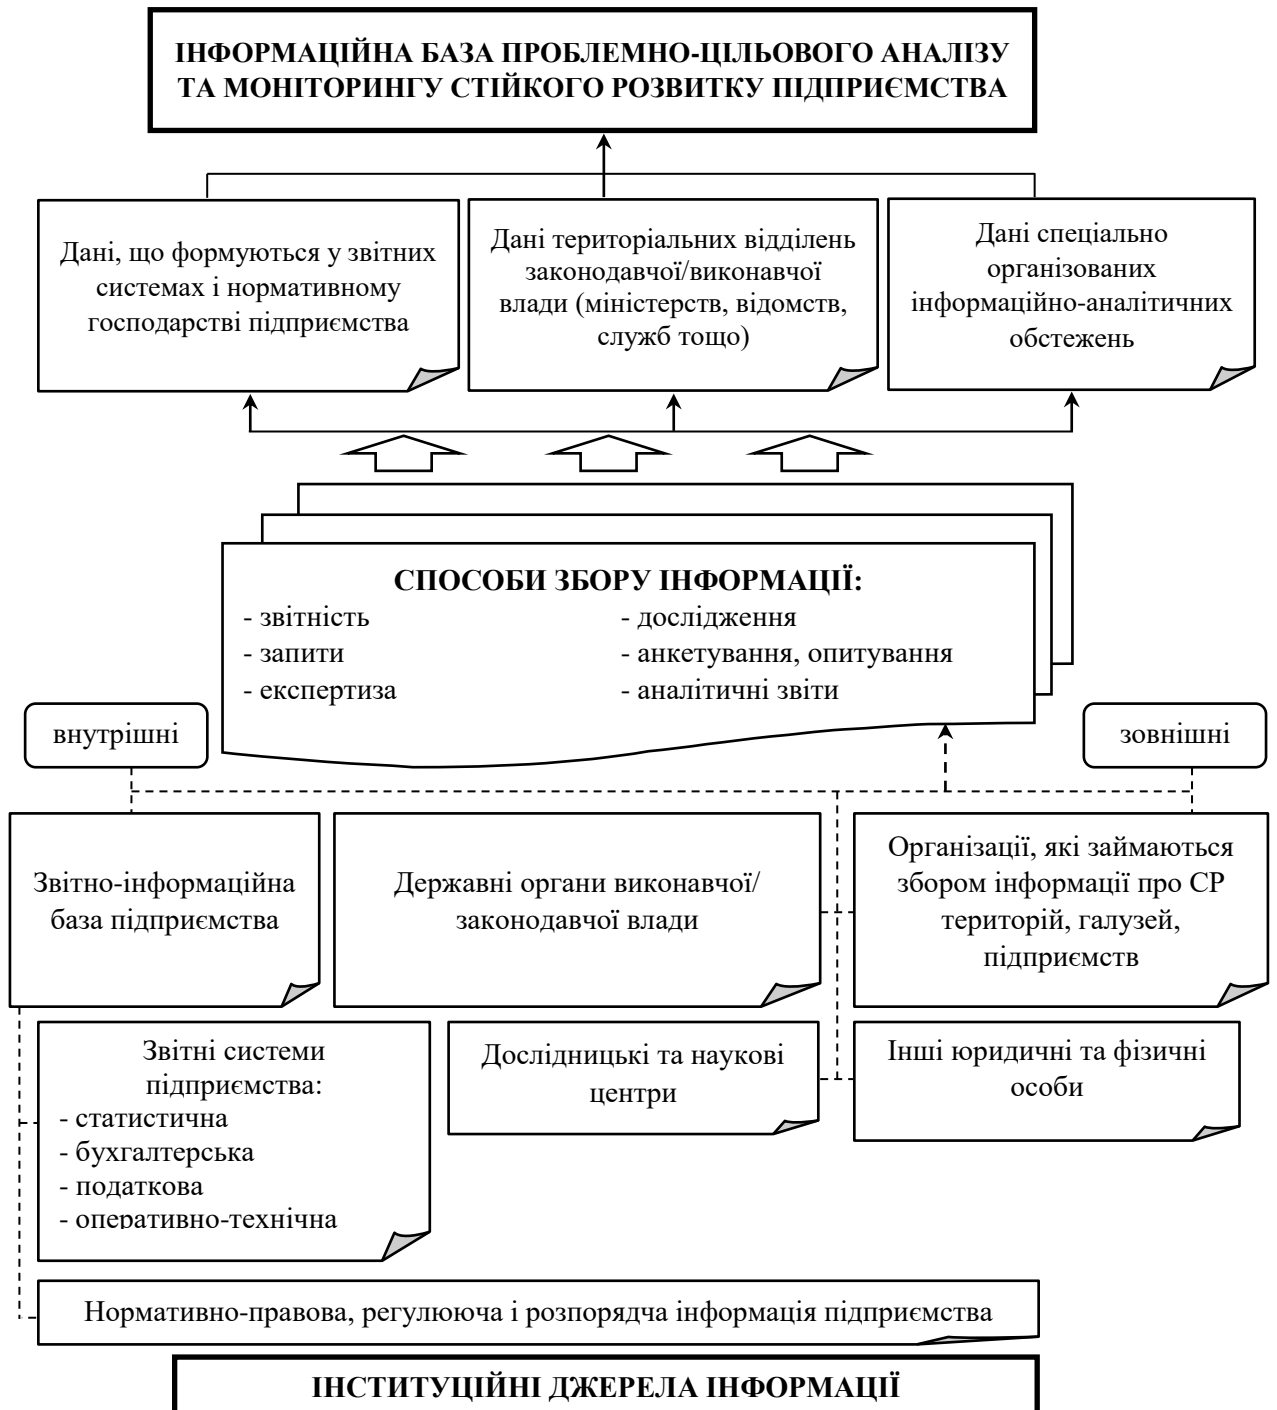 ІНФОРМАЦІЙНА БАЗА ПРОБЛЕМНО-ЦІЛЬОВОГО АНАЛІЗУ
ТА МОНІТОРИНГУ СТІЙКОГО РОЗВИТКУ ПІДПРИЄМСТВА
Дані, що формуються у звітних
системах і нормативному
господарстві підприємства
Дані територіальних відділень
законодавчої/виконавчої
влади (міністерств, відомств,
служб тощо)
Дані спеціально
організованих
інформаційно-аналітичних
обстежень
СПОСОБИ ЗБОРУ ІНФОРМАЦІЇ:
- звітність
- запити
- експертиза
- дослідження
- анкетування, опитування
- аналітичні звіти
внутрішні
зовнішні
Звітно-інформаційна
база підприємства
Державні органи виконавчої/
законодавчої влади
Організації, які займаються
збором інформації про СР
територій, галузей,
підприємств
Звітні системи
підприємства:
- статистична
- бухгалтерська
- податкова
- оперативно-технічна
Дослідницькі та наукові
центри
Інші юридичні та фізичні
особи
Нормативно-правова, регулююча і розпорядча інформація підприємства
ІНСТИТУЦІЙНІ ДЖЕРЕЛА ІНФОРМАЦІЇ